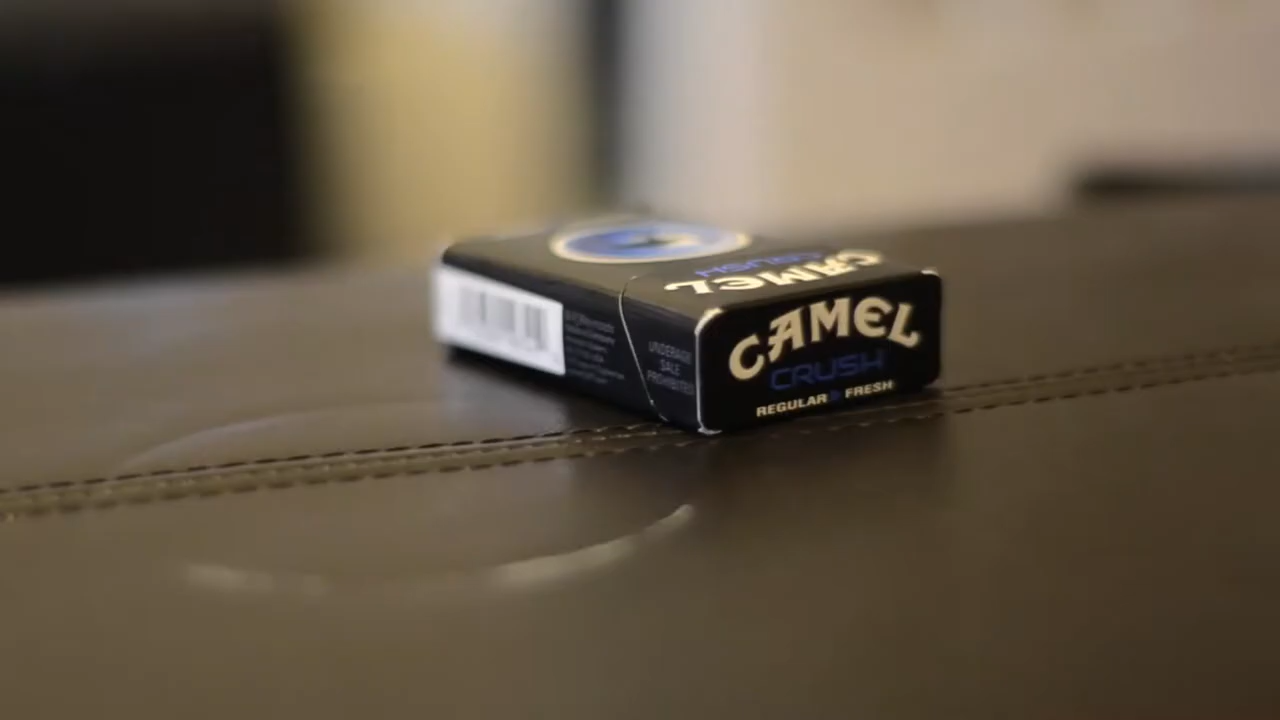 CAMEL
CRUSH
CAMEL
CRUSH
REGULAR FRESH
UNDERAGE
SALE
PROHIBITED